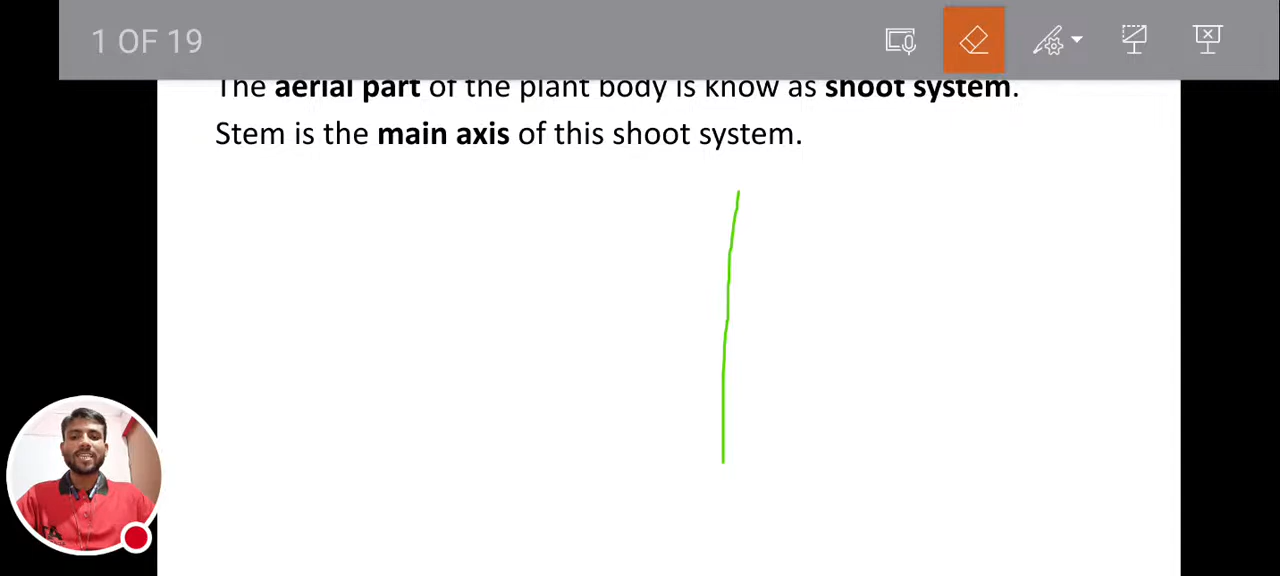 1 OF 19
The aerial part of the plant body is know as shoot system.
Stem is the main axis of this shoot system.